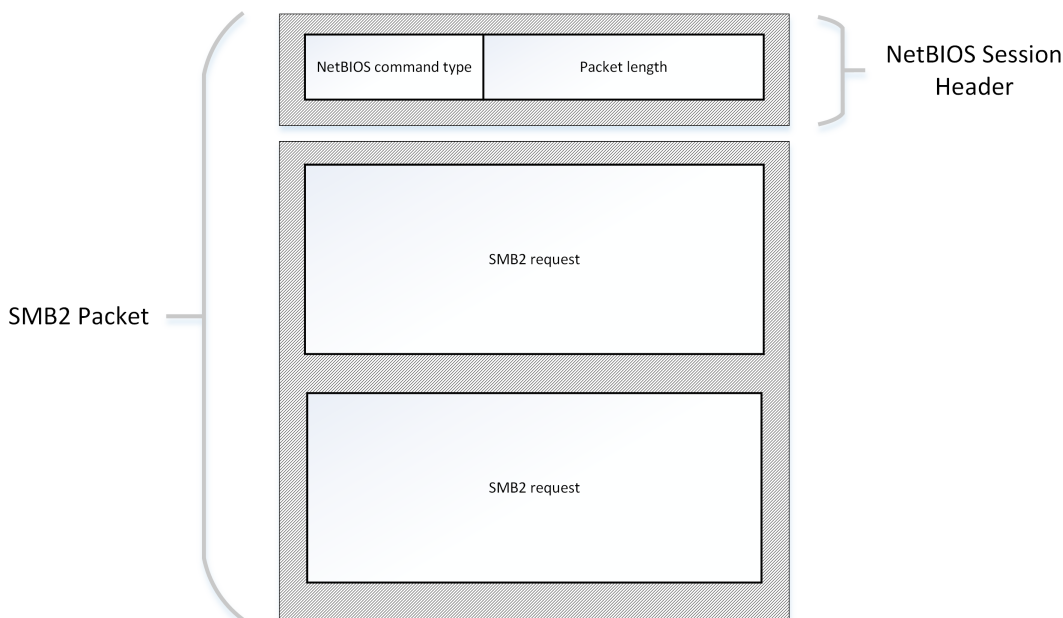 NetBIOS command type
Packet length
NetBIOS Session
Header
SMB2 request
SMB2 Packet
SMB2 request